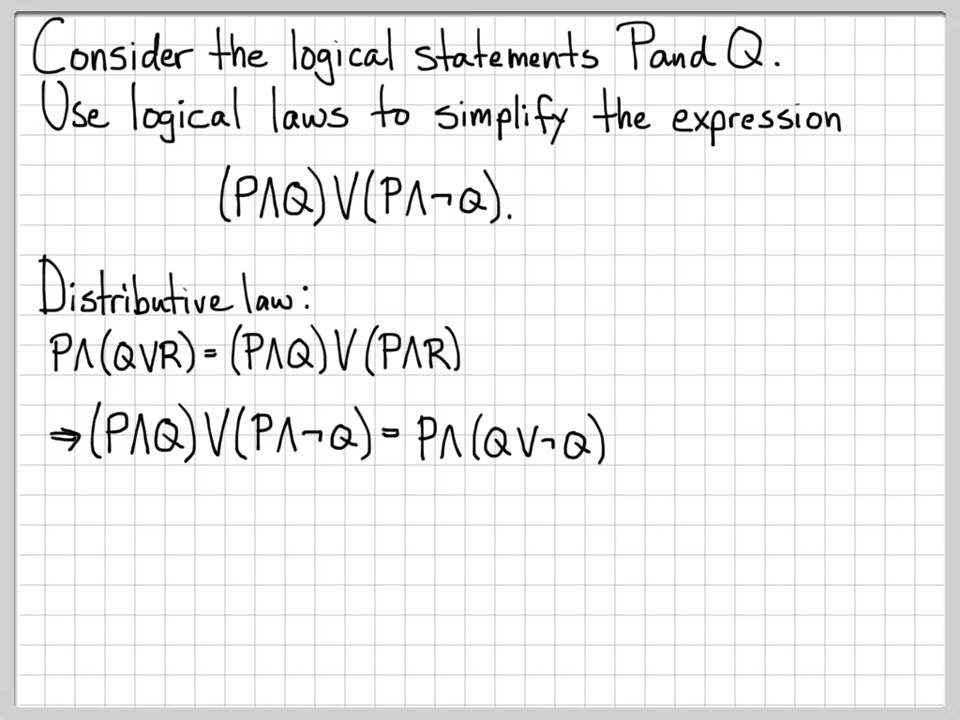 Consider the logical statements P and Q.
Use logical laws to simplify the expression
(P∧Q)∨(P∧¬Q).
Distributive law:
P∧(Q∨R) = (P∧Q)∨(P∧R)
⇒ (P∧Q)∨(P∧¬Q) = P∧(Q∨¬Q)